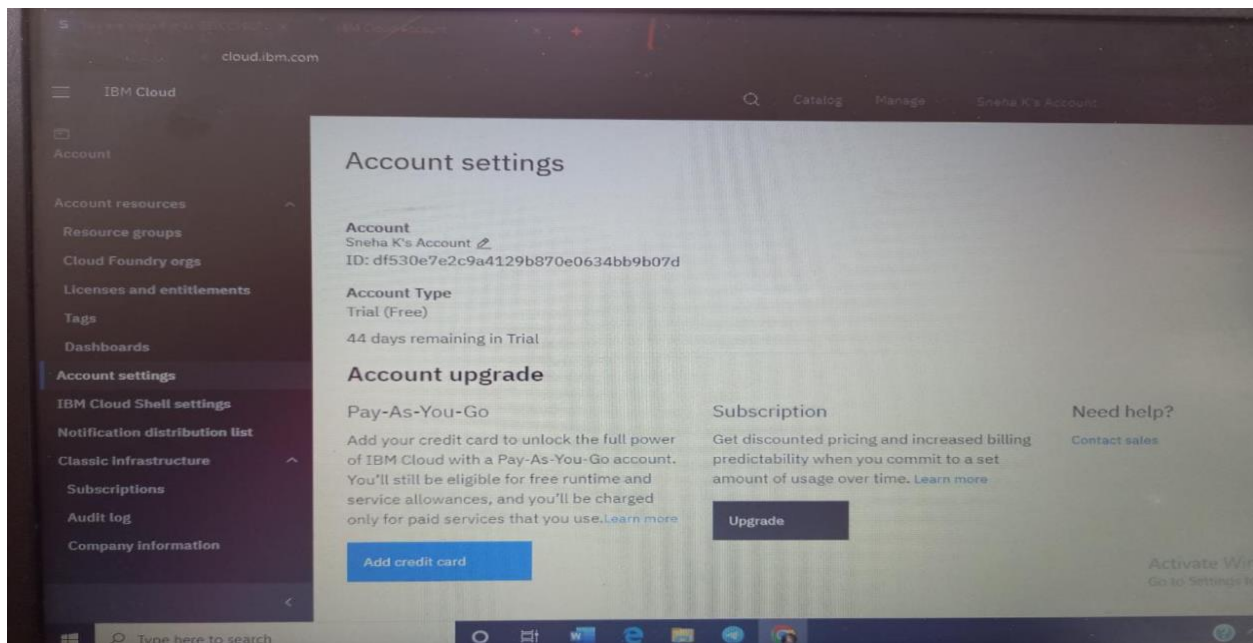 cloud.ibm.com
IBM Cloud
Catalog
Manage
Sneha K's Account
Account
Account resources
Resource groups
Cloud Foundry orgs
Licenses and entitlements
Tags
Dashboards
Account settings
IBM Cloud Shell settings
Notification distribution list
Classic infrastructure
Subscriptions
Audit log
Company information
Account settings
Account
Sneha K's Account
ID: df530e7e2c9a4129b870e0634bb9b07d
Account Type
Trial (Free)
44 days remaining in Trial
Account upgrade
Pay-As-You-Go
Add your credit card to unlock the full power
of IBM Cloud with a Pay-As-You-Go account.
You'll still be eligible for free runtime and
service allowances, and you'll be charged
only for paid services that you use.Learn more
Add credit card
Subscription
Get discounted pricing and increased billing
predictability when you commit to a set
amount of usage over time. Learn more
Upgrade
Need help?
Contact sales
Activate
Go to Settings
Type here to search